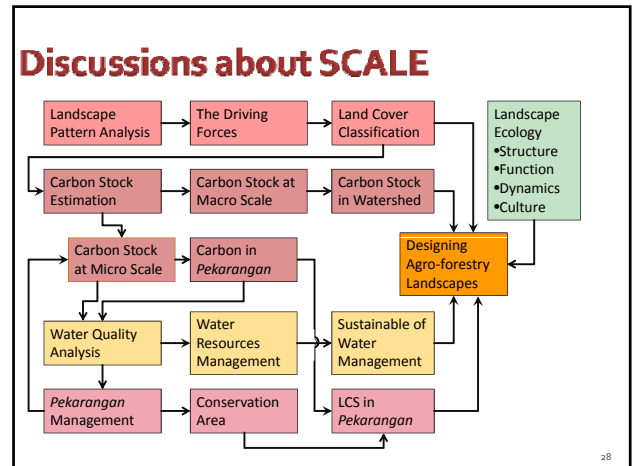 Discussions about SCALE
Landscape
Pattern Analysis
The Driving
Forces
Land Cover
Classification
Landscape
Ecology
•Structure
•Function
•Dynamics
•Culture
Carbon Stock
Estimation
Carbon Stock at
Macro Scale
Carbon Stock
in Watershed
Carbon Stock
at Micro Scale
Carbon in
Pekarangan
Designing
Agro-forestry
Landscapes
Water Quality
Analysis
Water
Resources
Management
Sustainable of
Water
Management
Pekarangan
Management
Conservation
Area
LCS in
Pekarangan
28